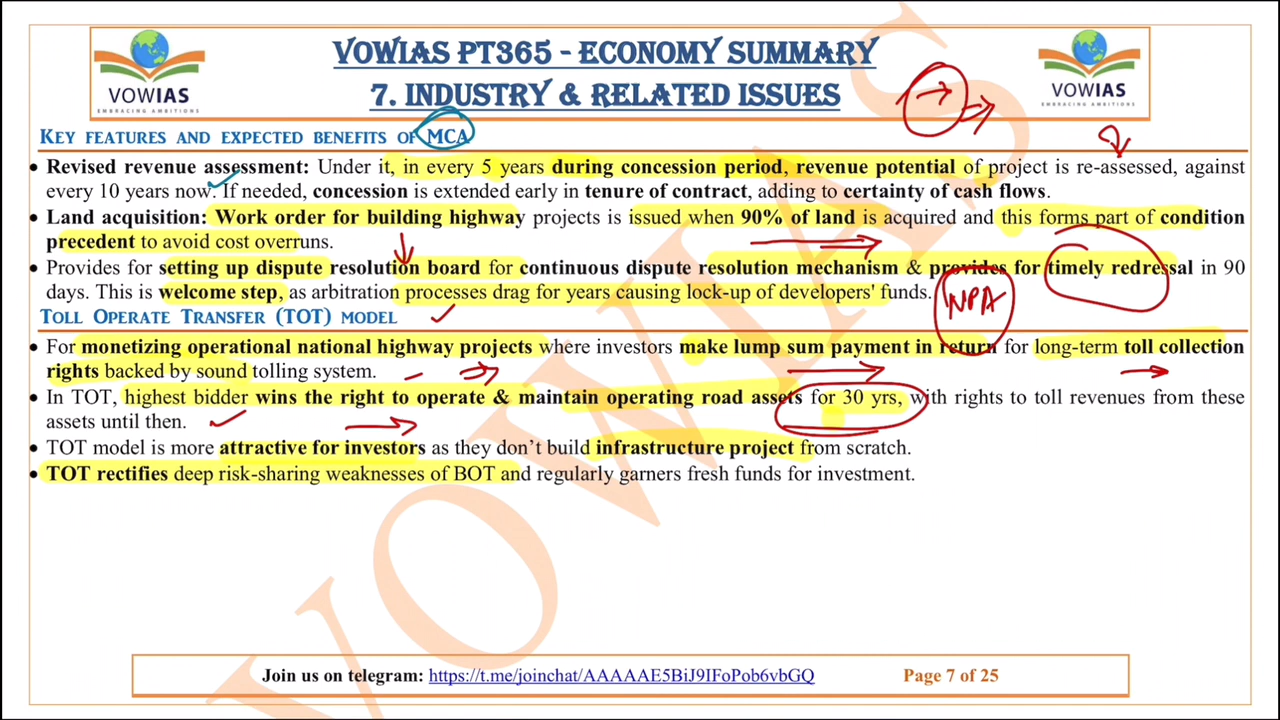 VOWIAS
EMBRACING AMBITIONS
VOWIAS PT365 - ECONOMY SUMMARY
7. INDUSTRY & RELATED ISSUES
VOWIAS
EMBRACING AMBITIONS
KEY FEATURES AND EXPECTED BENEFITS OF MCA
• Revised revenue assessment: Under it, in every 5 years during concession period, revenue potential of project is re-assessed, against
every 10 years now. If needed, concession is extended early in tenure of contract, adding to certainty of cash flows.
• Land acquisition: Work order for building highway projects is issued when 90% of land is acquired and this forms part of condition
precedent to avoid cost overruns.
• Provides for setting up dispute resolution board for continuous dispute resolution mechanism & provides for timely redressal in 90
days. This is welcome step, as arbitration processes drag for years causing lock-up of developers' funds.
NPA
TOLL OPERATE TRANSFER (TOT) MODEL
• For monetizing operational national highway projects where investors make lump sum payment in return for long-term toll collection
rights backed by sound tolling system.
• In TOT, highest bidder wins the right to operate & maintain operating road assets for 30 yrs, with rights to toll revenues from these
assets until then.
• TOT model is more attractive for investors as they don't build infrastructure project from scratch.
• TOT rectifies deep risk-sharing weaknesses of BOT and regularly garners fresh funds for investment.
VOWIAS
Join us on telegram: https://t.me/joinchat/AAAAAE5BiJ9IFoPob6vbGQ Page 7 of 25